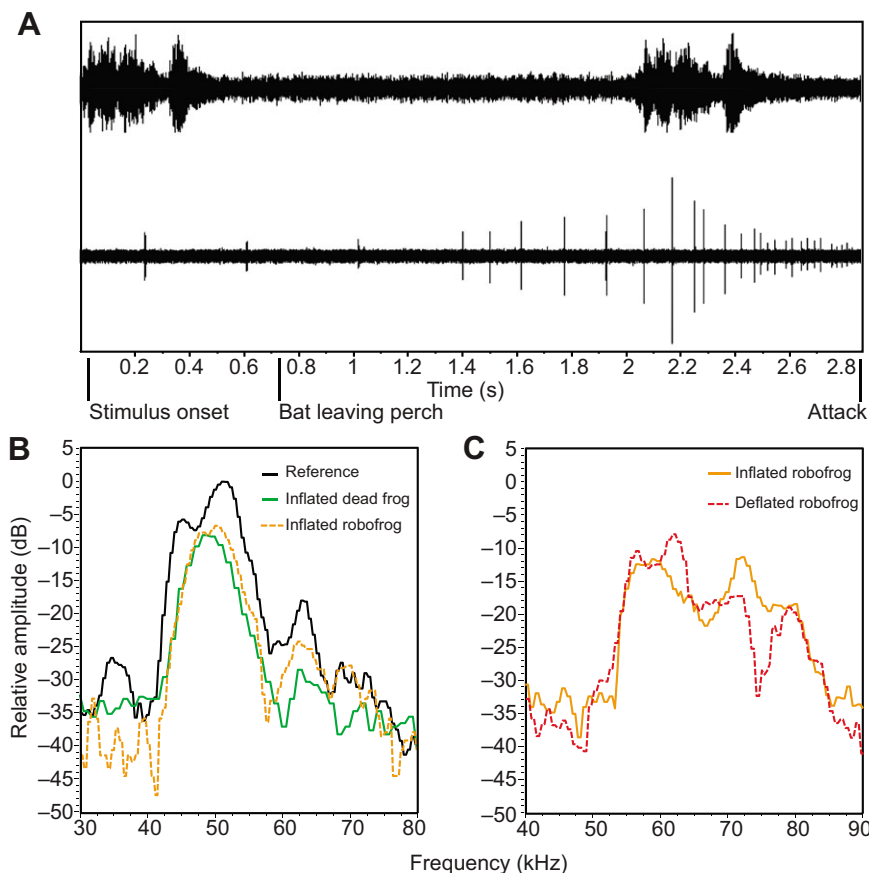 A
0.2 0.4 0.6 0.8 1 1.2 1.4 1.6 1.8 2 2.2 2.4 2.6 2.8
Time (s)
Stimulus onset
Bat leaving perch
Attack
B
5
0
–5
–10
–15
–20
–25
–30
–35
–40
–45
–50
Relative amplitude (dB)
Reference
Inflated dead frog
Inflated robofrog
30 40 50 60 70 80
C
5
0
–5
–10
–15
–20
–25
–30
–35
–40
–45
–50
Inflated robofrog
Deflated robofrog
40 50 60 70 80 90
Frequency (kHz)